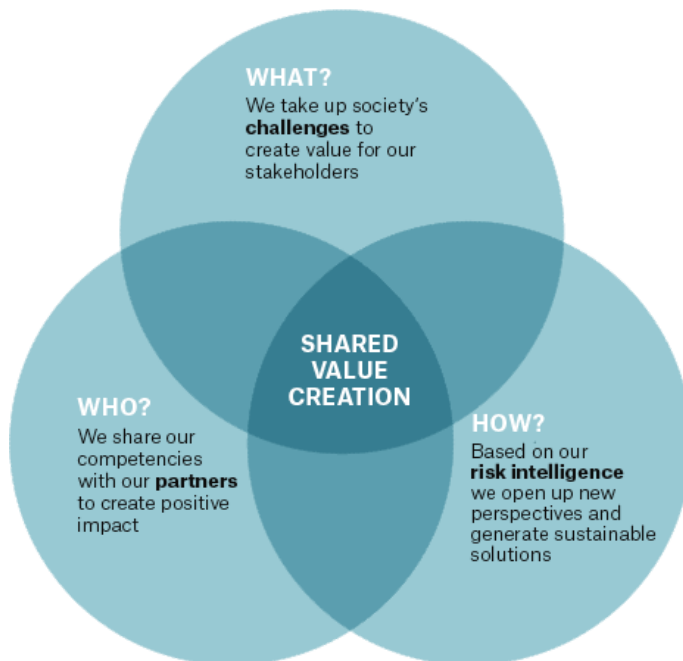 WHAT?
We take up society's
challenges to
create value for our
stakeholders
SHARED
VALUE
CREATION
WHO?
We share our
competencies
with our partners
to create positive
impact
HOW?
Based on our
risk intelligence
we open up new
perspectives and
generate sustainable
solutions